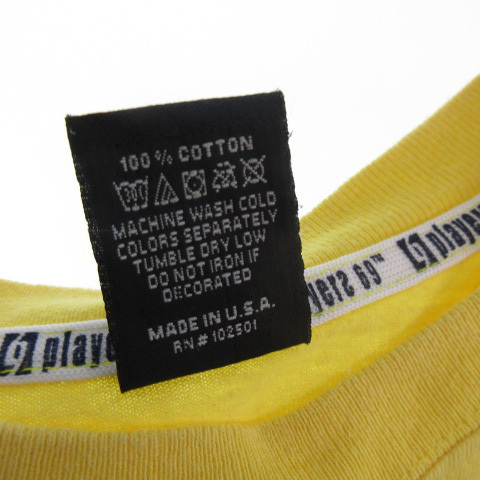 100% COTTON
MACHINE WASH COLD
COLORS SEPARATELY
TUMBLE DRY LOW
DO NOT IRON IF
DECORATED
MADE IN U.S.A.
RN# 102501
players 69™
players